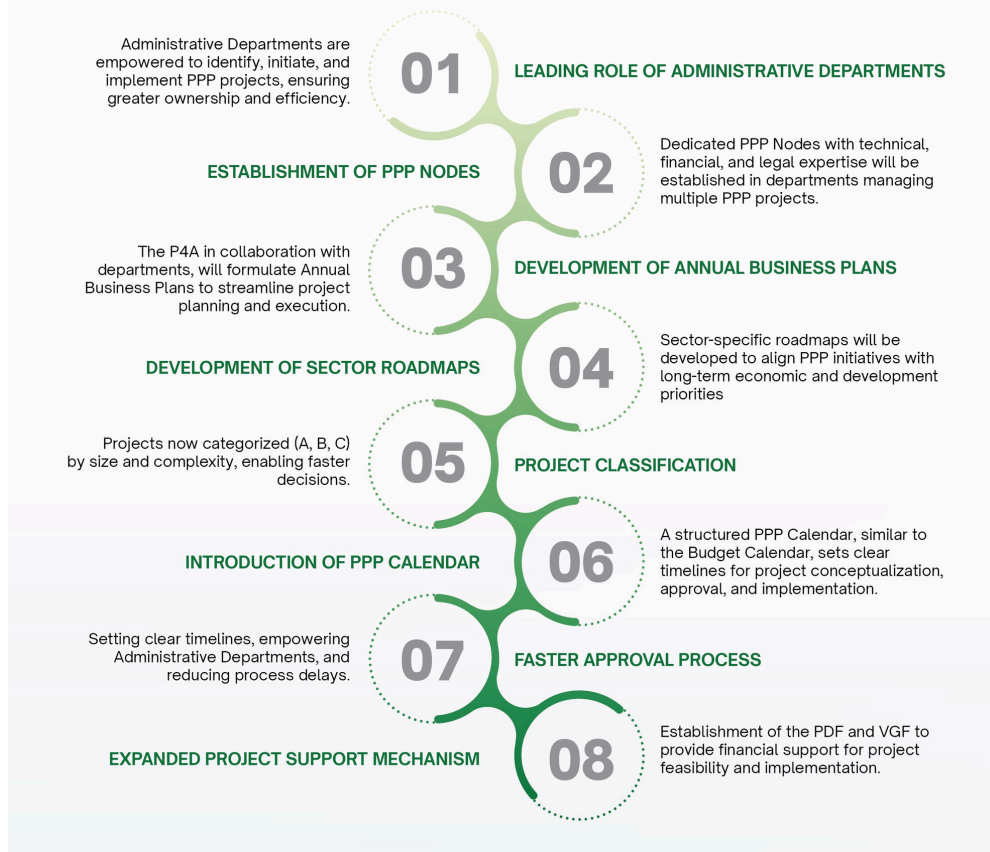 Administrative Departments are
empowered to identify, initiate, and
implement PPP projects, ensuring
greater ownership and efficiency.
01
LEADING ROLE OF ADMINISTRATIVE DEPARTMENTS
ESTABLISHMENT OF PPP NODES
02
Dedicated PPP Nodes with technical,
financial, and legal expertise will be
established in departments managing
multiple PPP projects.
The P4A in collaboration with
departments, will formulate Annual
Business Plans to streamline project
planning and execution.
03
DEVELOPMENT OF ANNUAL BUSINESS PLANS
DEVELOPMENT OF SECTOR ROADMAPS
04
Sector-specific roadmaps will be
developed to align PPP initiatives with
long-term economic and development
priorities
Projects now categorized (A, B, C)
by size and complexity, enabling faster
decisions.
05
PROJECT CLASSIFICATION
INTRODUCTION OF PPP CALENDAR
06
A structured PPP Calendar, similar to
the Budget Calendar, sets clear
timelines for project conceptualization,
approval, and implementation.
Setting clear timelines, empowering
Administrative Departments, and
reducing process delays.
07
FASTER APPROVAL PROCESS
EXPANDED PROJECT SUPPORT MECHANISM
08
Establishment of the PDF and VGF to
provide financial support for project
feasibility and implementation.